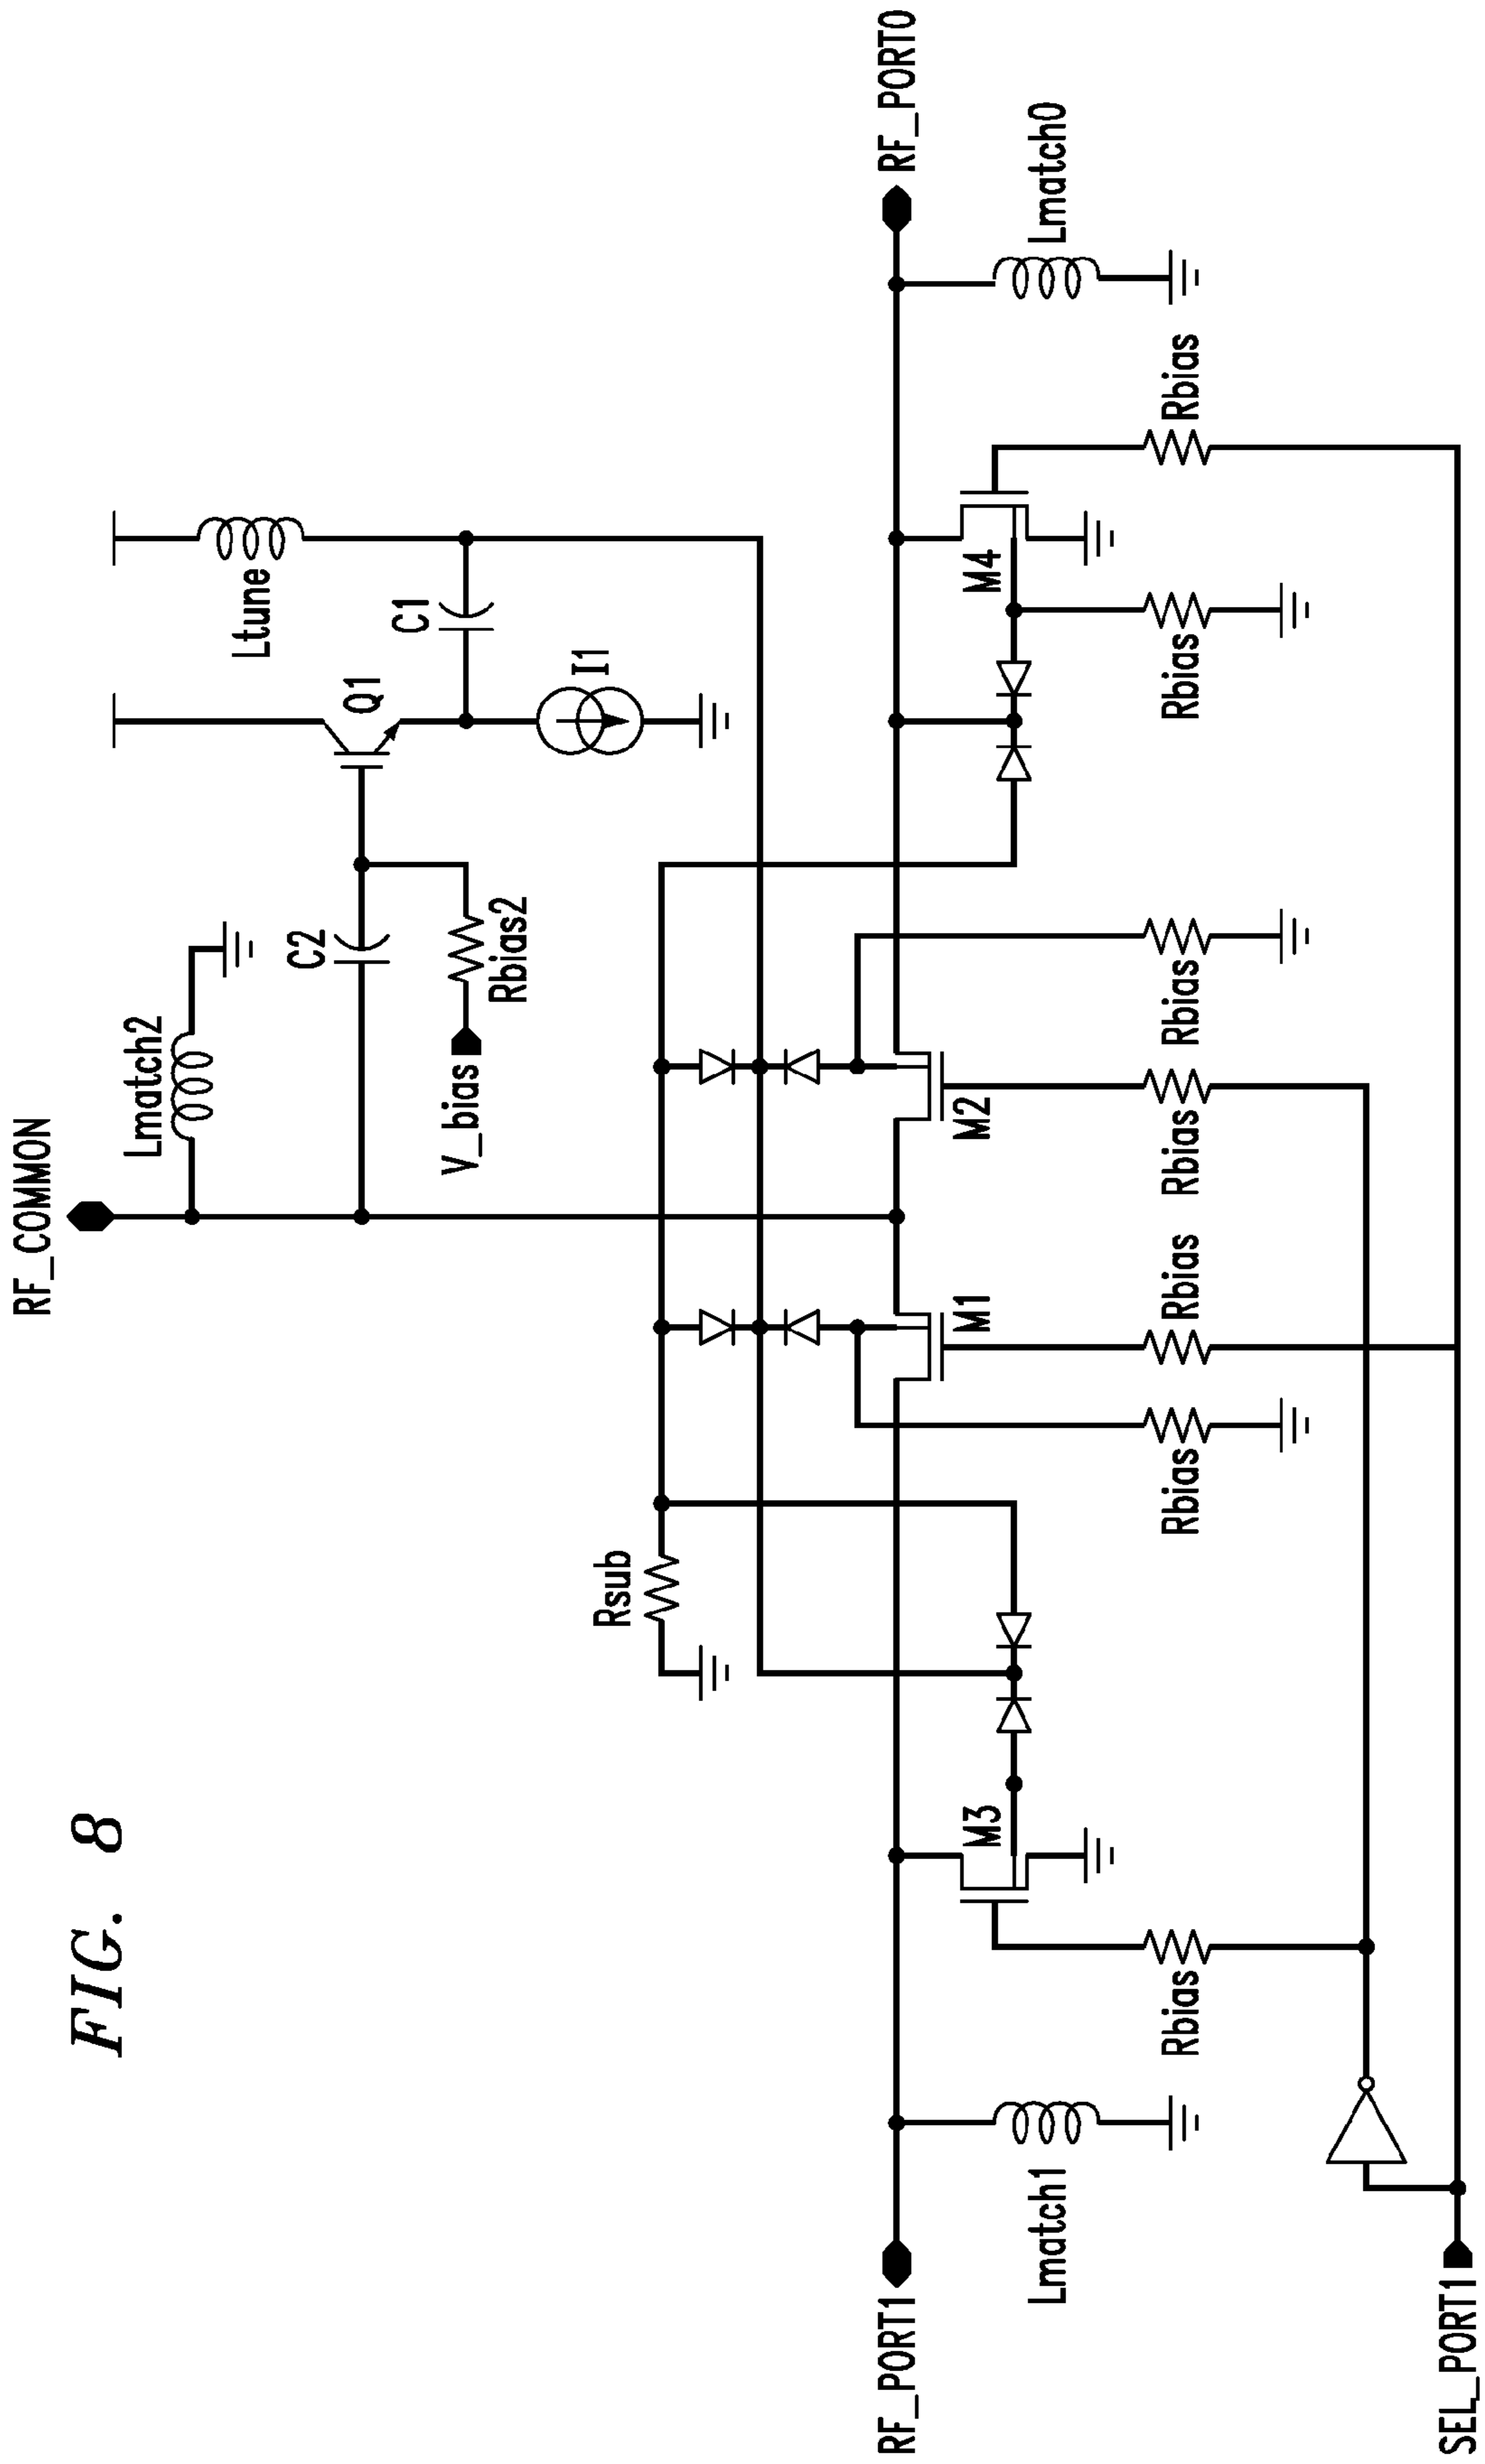 FIG. 8
RF_COMMON
Lmatch2
C2
Q1
Ltune
V_bias
Rbias2
C1
I1
Rsub
RF_PORT1
RF_PORT0
M3
M1
M2
M4
Lmatch1
Lmatch0
Rbias
Rbias
Rbias
Rbias
Rbias
Rbias
Rbias
SEL_PORT1